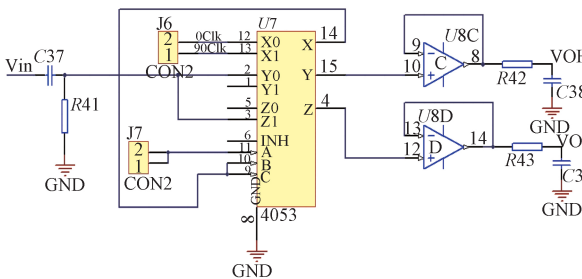 J6
2
1
CON2
0Clk
90Clk
U7
12
13
X0
X1
X
14
Vin
C37
R41
GND
2
1
Y0
Y1
Y
15
5
3
Z0
Z1
Z
4
J7
2
1
CON2
6
11
10
9
INH
A
B
C
GND
8
4053
GND
9
10
U8C
C
8
R42
VO
C38
GND
13
12
U8D
D
14
R43
VO
C3
GND